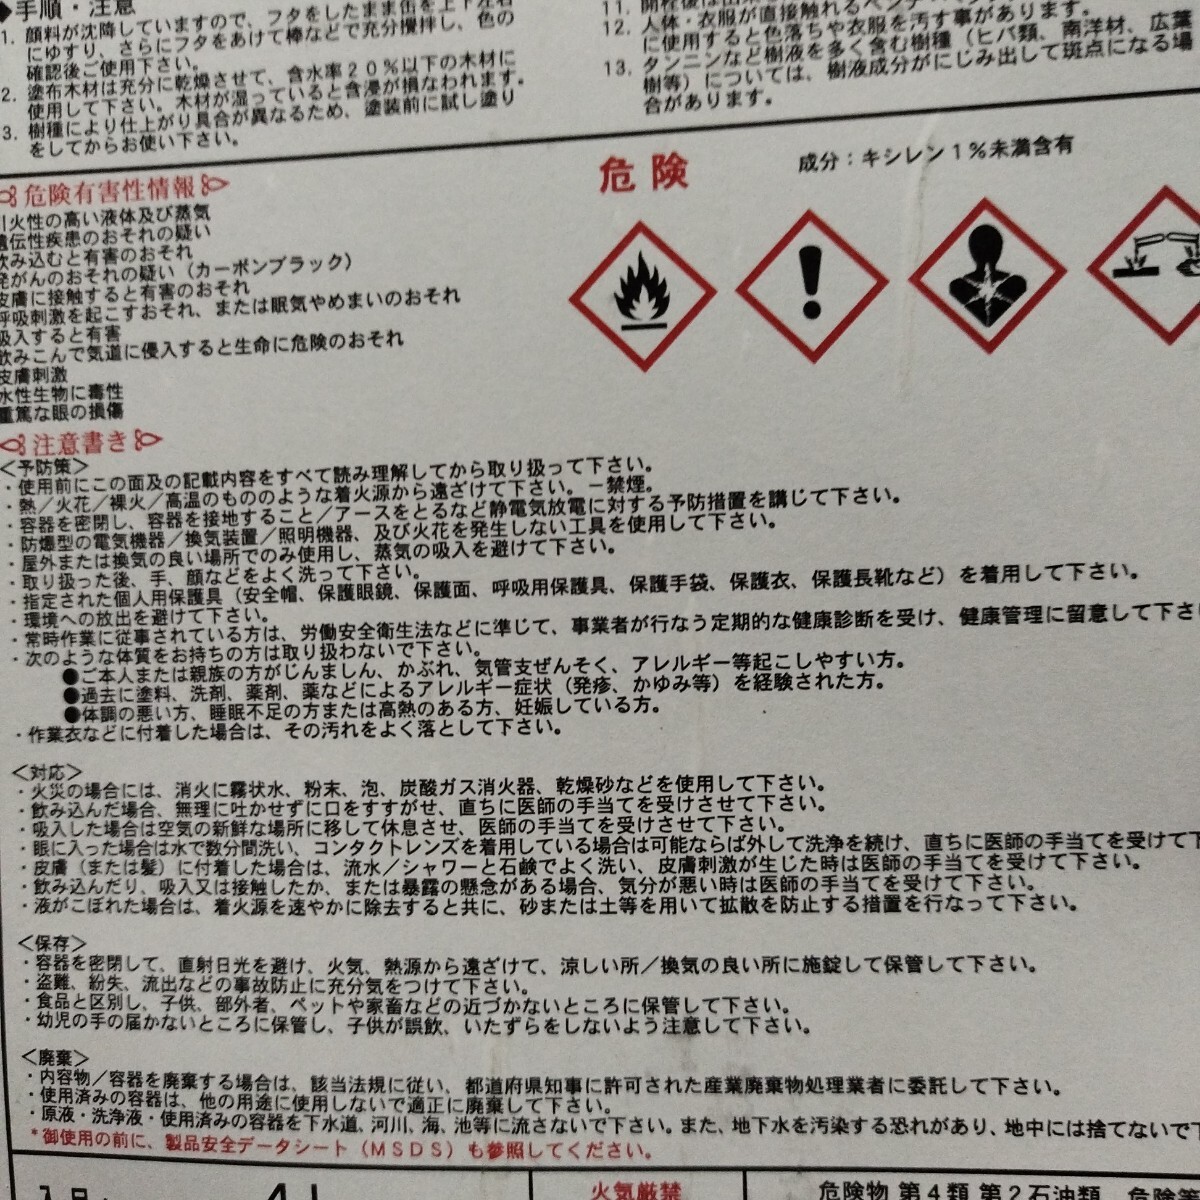 ◆手順・注意
1. 顔料が沈降していますので、フタをしたまま缶を上下左右
にゆすり、さらにフタをあけて棒などで充分攪拌し、色の
確認後ご使用下さい。
2. 塗布木材は充分に乾燥させて、含水率20%以下の木材に
使用して下さい。木材が湿っていると含浸が損なわれます。
3. 樹種により仕上がり具合が異なるため、塗装前に試し塗り
をしてからお使い下さい。
11. 開栓後は
12. 人体・衣服が直接触れるベンチ
に使用すると色落ちや衣服を汚す事があります。
13. タンニンなど樹液を多く含む樹種（ヒバ類、南洋材、広葉
樹等）については、樹液成分がにじみ出して斑点になる場
合があります。
危険有害性情報
引火性の高い液体及び蒸気
遺伝性疾患のおそれの疑い
飲み込むと有害のおそれ
発がんのおそれの疑い（カーボンブラック）
皮膚に接触すると有害のおそれ
呼吸刺激を起こすおそれ、または眠気やめまいのおそれ
吸入すると有害
飲みこんで気道に侵入すると生命に危険のおそれ
皮膚刺激
水性生物に毒性
重篤な眼の損傷
危険
成分：キシレン1%未満含有
注意書き
＜予防策＞
・使用前にこの面及の記載内容をすべて読み理解してから取り扱って下さい。
・熱／火花／裸火／高温のもののような着火源から遠ざけて下さい。－禁煙。
・容器を密閉し、容器を接地すること／アースをとるなど静電気放電に対する予防措置を講じて下さい。
・防爆型の電気機器／換気装置／照明機器、及び火花を発生しない工具を使用して下さい。
・屋外または換気の良い場所でのみ使用し、蒸気の吸入を避けて下さい。
・取り扱った後、手、顔などをよく洗って下さい。
・指定された個人用保護具（安全帽、保護眼鏡、保護面、呼吸用保護具、保護手袋、保護衣、保護長靴など）を着用して下さい。
・環境への放出を避けて下さい。
・常時作業に従事されている方は、労働安全衛生法などに準じて、事業者が行なう定期的な健康診断を受け、健康管理に留意して下さ
・次のような体質をお持ちの方は取り扱わないで下さい。
●ご本人または親族の方がじんましん、かぶれ、気管支ぜんそく、アレルギー等起こしやすい方。
●過去に塗料、洗剤、薬剤、薬などによるアレルギー症状（発疹、かゆみ等）を経験された方。
●体調の悪い方、睡眠不足の方または高熱のある方、妊娠している方。
・作業衣などに付着した場合は、その汚れをよく落として下さい。
＜対応＞
・火災の場合には、消火に霧状水、粉末、泡、炭酸ガス消火器、乾燥砂などを使用して下さい。
・飲み込んだ場合、無理に吐かせずに口をすすがせ、直ちに医師の手当てを受けさせて下さい。
・吸入した場合は空気の新鮮な場所に移して休息させ、医師の手当てを受けさせて下さい。
・眼に入った場合は水で数分間洗い、コンタクトレンズを着用している場合は可能ならば外して洗浄を続け、直ちに医師の手当てを受けて下
・皮膚（または髪）に付着した場合は、流水／シャワーと石鹸でよく洗い、皮膚刺激が生じた時は医師の手当てを受けて下さい。
・飲み込んだり、吸入又は接触したか、または暴露の懸念がある場合、気分が悪い時は医師の手当てを受けて下さい。
・液がこぼれた場合は、着火源を速やかに除去すると共に、砂または土等を用いて拡散を防止する措置を行なって下さい。
＜保存＞
・容器を密閉して、直射日光を避け、火気、熱源から遠ざけて、涼しい所／換気の良い所に施錠して保管して下さい。
・盗難、紛失、流出などの事故防止に充分気をつけて下さい。
・食品と区別し、子供、部外者、ペットや家畜などの近づかないところに保管して下さい。
・幼児の手の届かないところに保管し、子供が誤飲、いたずらをしないよう注意して下さい。
＜廃棄＞
・内容物／容器を廃棄する場合は、該当法規に従い、都道府県知事に許可された産業廃棄物処理業者に委託して下さい。
・使用済みの容器は、他の用途に使用しないで適正に廃棄して下さい。
・原液・洗浄液・使用済みの容器を下水道、河川、海、池等に流さないで下さい。また、地下水を汚染する恐れがあり、地中には捨てないで下
*御使用の前に、製品安全データシート（MSDS）も参照してください。
4L
火気厳禁
危険物 第4類 第2石油類 危険等